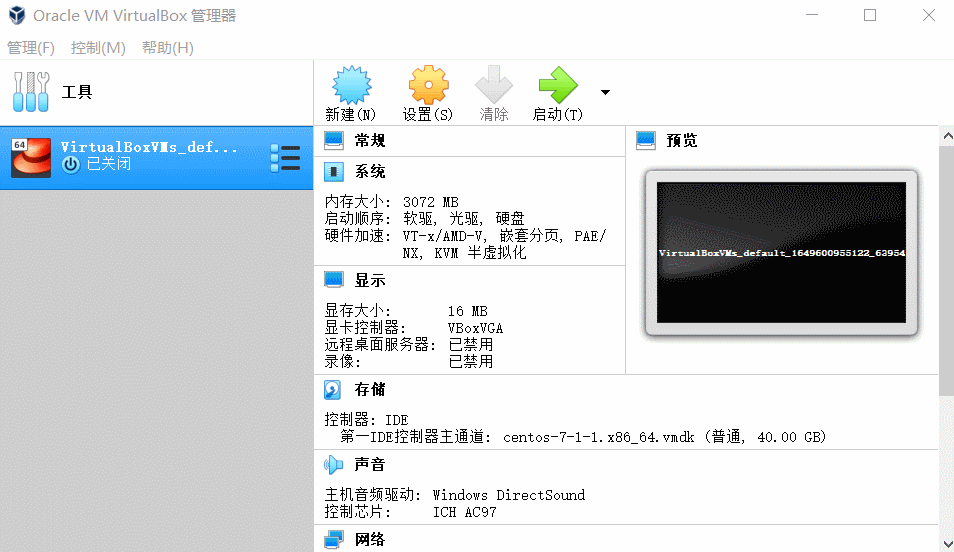 Oracle VM VirtualBox 管理器
管理(F) 控制(M) 帮助(H)
工具
新建(N) 设置(S) 清除 启动(T)
64
VirtualBoxVMs_def...
已关闭
常规
预览
VirtualBoxVMs_default_1649600955122_63954
系统
内存大小: 3072 MB
启动顺序: 软驱, 光驱, 硬盘
硬件加速: VT-x/AMD-V, 嵌套分页, PAE/
NX, KVM 半虚拟化
显示
显存大小: 16 MB
显卡控制器: VBoxVGA
远程桌面服务器: 已禁用
录像: 已禁用
存储
控制器: IDE
第一IDE控制器主通道: centos-7-1-1.x86_64.vmdk (普通, 40.00 GB)
声音
主机音频驱动: Windows DirectSound
控制芯片: ICH AC97
网络